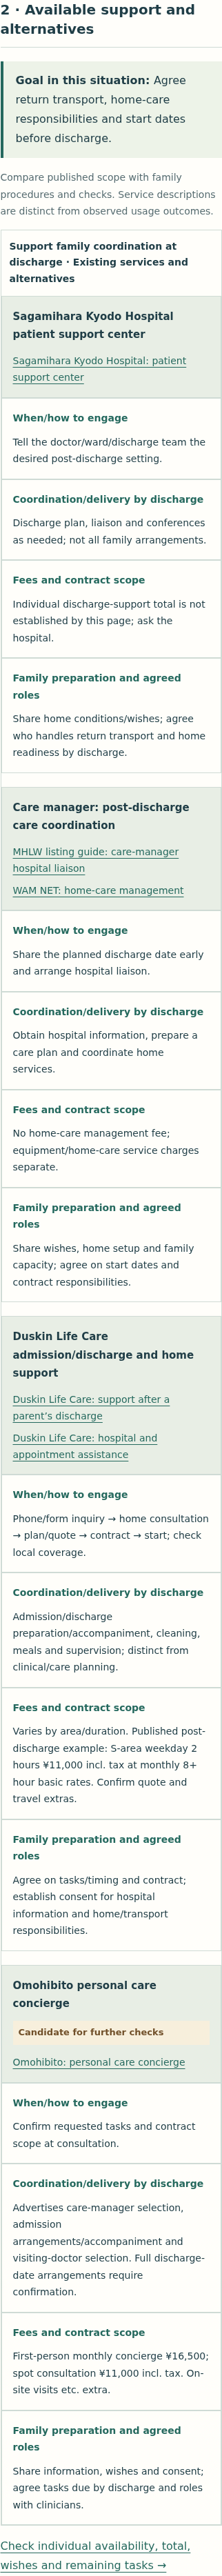 2 · Available support and
alternatives
Goal in this situation: Agree
return transport, home-care
responsibilities and start dates
before discharge.
Compare published scope with family
procedures and checks. Service descriptions
are distinct from observed usage outcomes.
Support family coordination at
discharge · Existing services and
alternatives
Sagamihara Kyodo Hospital
patient support center
Sagamihara Kyodo Hospital: patient
support center
When/how to engage
Tell the doctor/ward/discharge team the
desired post-discharge setting.
Coordination/delivery by discharge
Discharge plan, liaison and conferences
as needed; not all family arrangements.
Fees and contract scope
Individual discharge-support total is not
established by this page; ask the
hospital.
Family preparation and agreed
roles
Share home conditions/wishes; agree
who handles return transport and home
readiness by discharge.
Care manager: post-discharge
care coordination
MHLW listing guide: care-manager
hospital liaison
WAM NET: home-care management
When/how to engage
Share the planned discharge date early
and arrange hospital liaison.
Coordination/delivery by discharge
Obtain hospital information, prepare a
care plan and coordinate home
services.
Fees and contract scope
No home-care management fee;
equipment/home-care service charges
separate.
Family preparation and agreed
roles
Share wishes, home setup and family
capacity; agree on start dates and
contract responsibilities.
Duskin Life Care
admission/discharge and home
support
Duskin Life Care: support after a
parent's discharge
Duskin Life Care: hospital and
appointment assistance
When/how to engage
Phone/form inquiry → home consultation
→ plan/quote → contract → start; check
local coverage.
Coordination/delivery by discharge
Admission/discharge
preparation/accompaniment, cleaning,
meals and supervision; distinct from
clinical/care planning.
Fees and contract scope
Varies by area/duration. Published post-
discharge example: S-area weekday 2
hours ¥11,000 incl. tax at monthly 8+
hour basic rates. Confirm quote and
travel extras.
Family preparation and agreed
roles
Agree on tasks/timing and contract;
establish consent for hospital
information and home/transport
responsibilities.
Omohibito personal care
concierge
Candidate for further checks
Omohibito: personal care concierge
When/how to engage
Confirm requested tasks and contract
scope at consultation.
Coordination/delivery by discharge
Advertises care-manager selection,
admission
arrangements/accompaniment and
visiting-doctor selection. Full discharge-
date arrangements require
confirmation.
Fees and contract scope
First-person monthly concierge ¥16,500;
spot consultation ¥11,000 incl. tax. On-
site visits etc. extra.
Family preparation and agreed
roles
Share information, wishes and consent;
agree tasks due by discharge and roles
with clinicians.
Check individual availability, total,
wishes and remaining tasks →